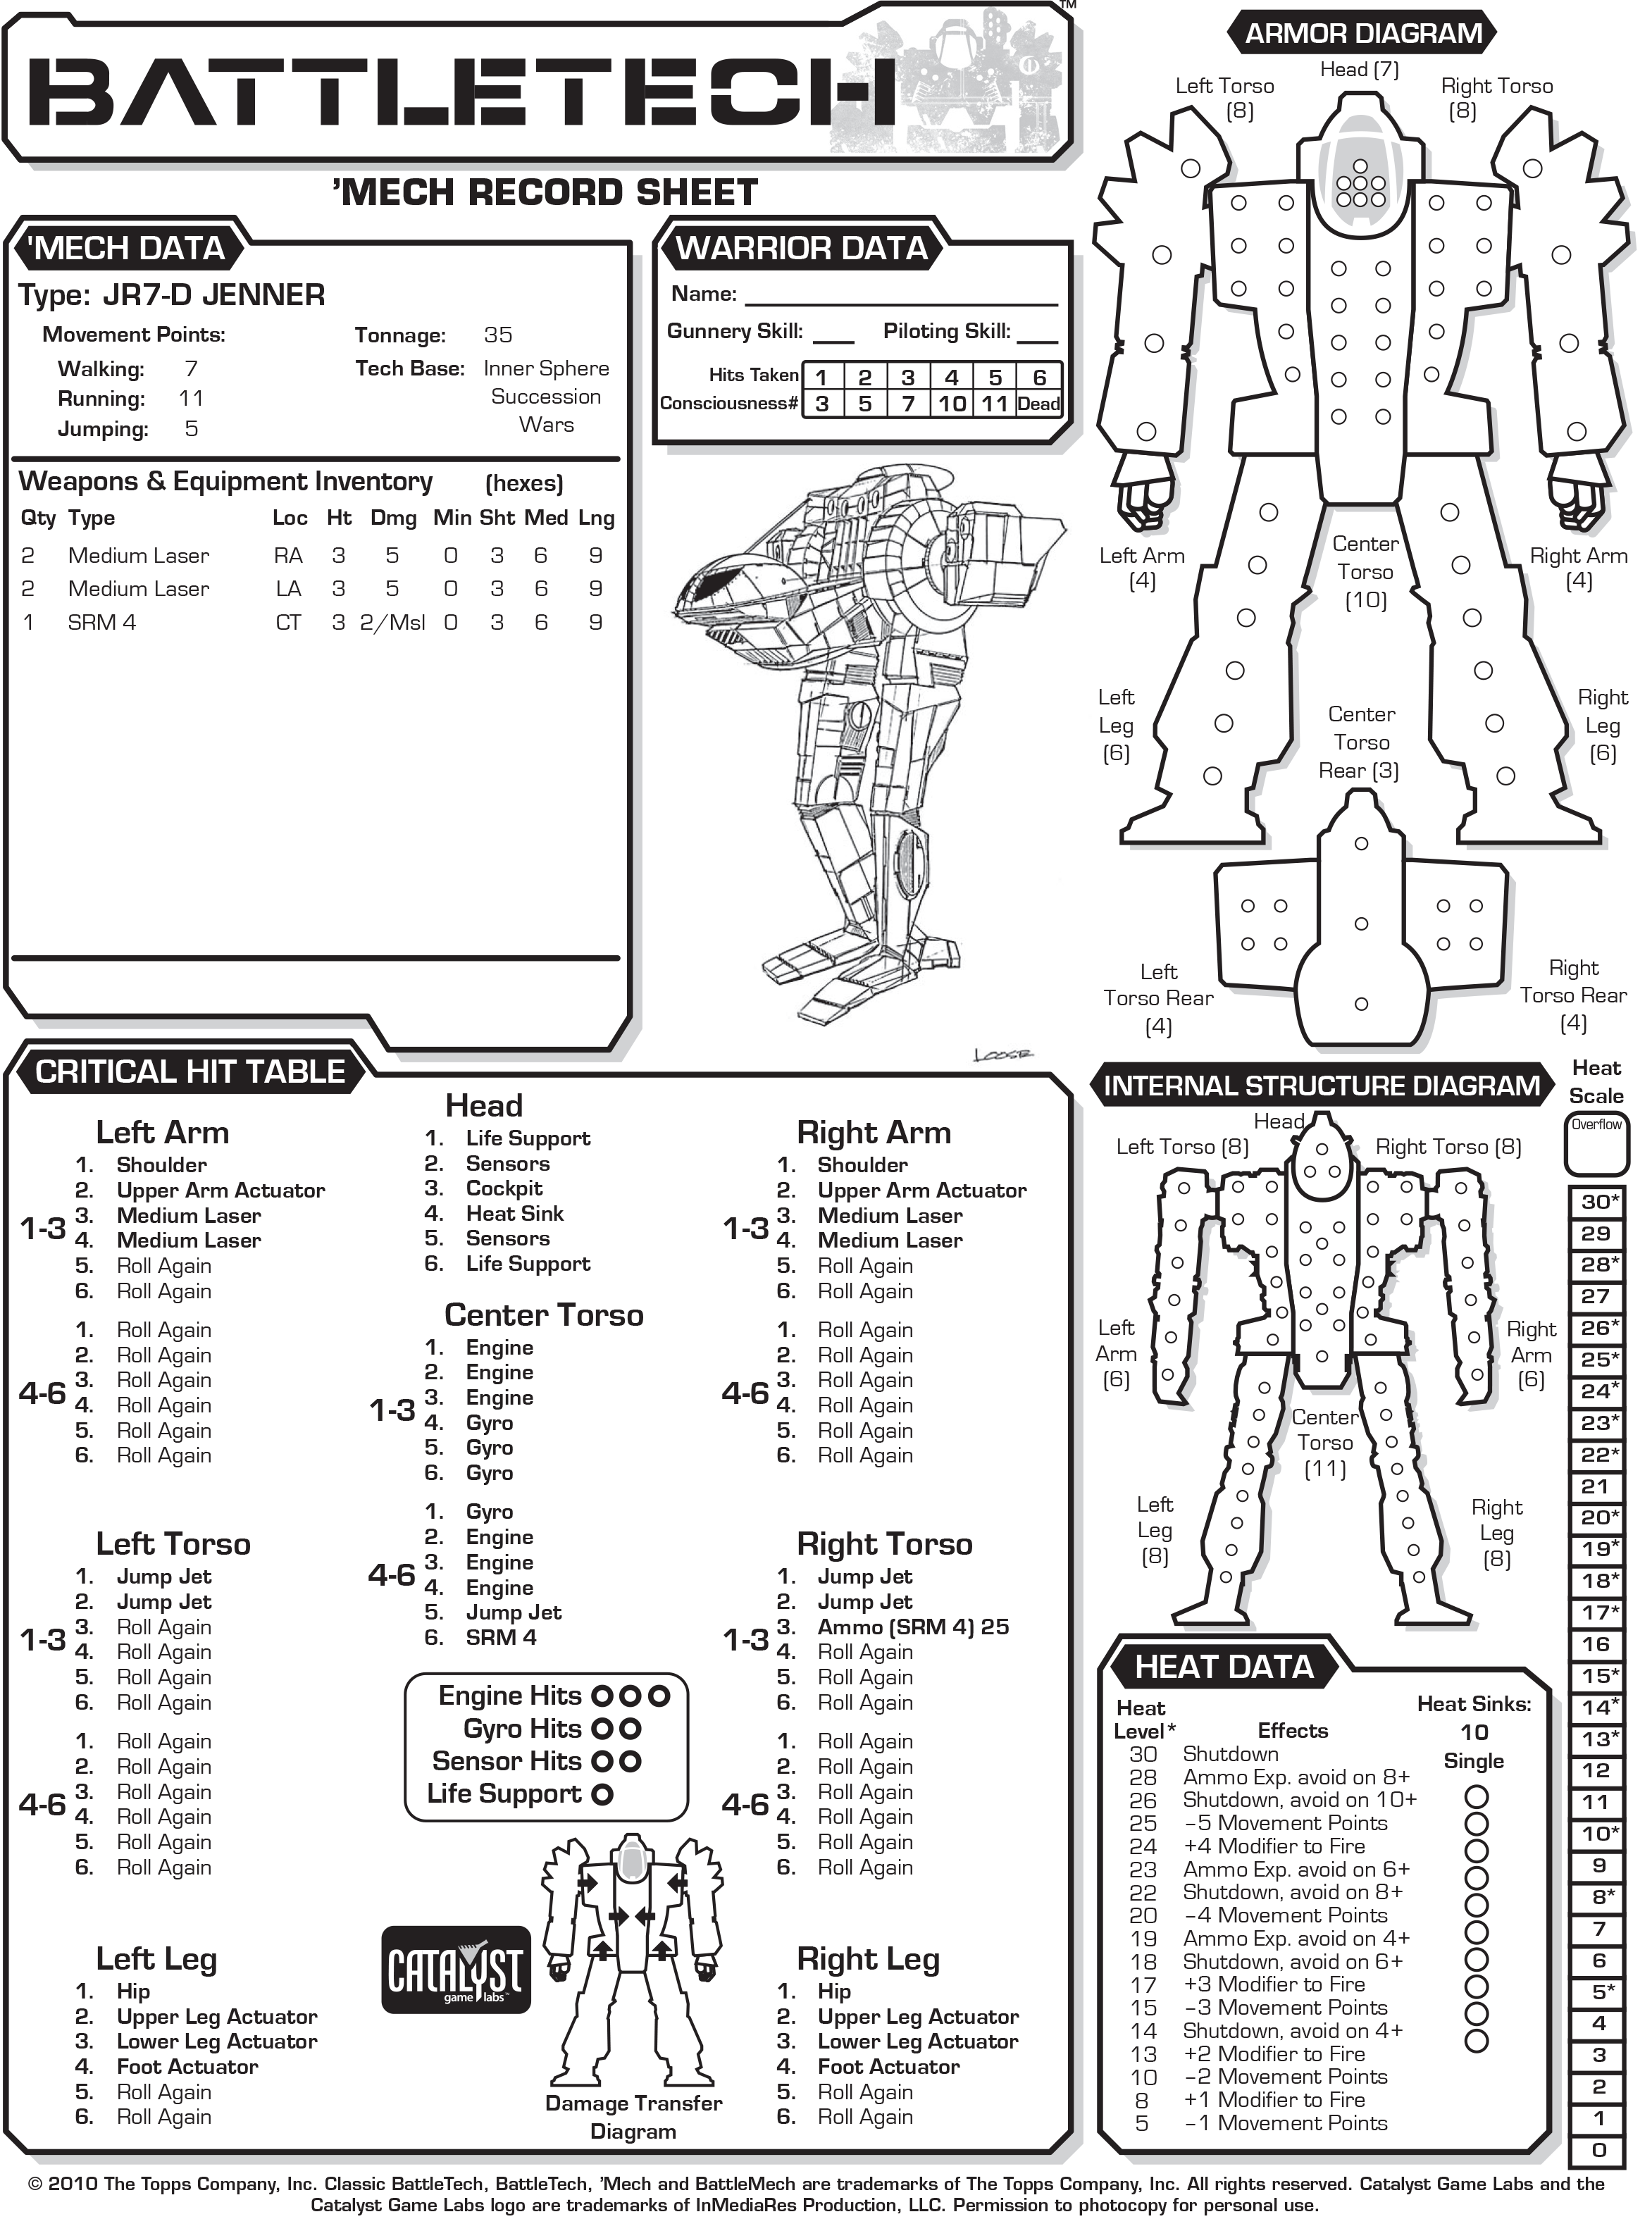 BATTLETECH™
'MECH RECORD SHEET
'MECH DATA
Type: JR7-D JENNER
Movement Points:
Walking: 7
Running: 11
Jumping: 5
Tonnage: 35
Tech Base: Inner Sphere
Succession
Wars
Weapons & Equipment Inventory (hexes)
Qty Type Loc Ht Dmg Min Sht Med Lng
2 Medium Laser RA 3 5 0 3 6 9
2 Medium Laser LA 3 5 0 3 6 9
1 SRM 4 CT 3 2/Msl 0 3 6 9
WARRIOR DATA
Name:
Gunnery Skill: Piloting Skill:
Hits Taken 1 2 3 4 5 6
Consciousness# 3 5 7 10 11 Dead
LOOSE
ARMOR DIAGRAM
Head (7)
Left Torso
(8)
Right Torso
(8)
Left Arm
(4)
Center
Torso
(10)
Right Arm
(4)
Left
Leg
(6)
Center
Torso
Rear (3)
Right
Leg
(6)
Left
Torso Rear
(4)
Right
Torso Rear
(4)
CRITICAL HIT TABLE
Left Arm
1-3
1. Shoulder
2. Upper Arm Actuator
3. Medium Laser
4. Medium Laser
5. Roll Again
6. Roll Again
4-6
1. Roll Again
2. Roll Again
3. Roll Again
4. Roll Again
5. Roll Again
6. Roll Again
Left Torso
1-3
1. Jump Jet
2. Jump Jet
3. Roll Again
4. Roll Again
5. Roll Again
6. Roll Again
4-6
1. Roll Again
2. Roll Again
3. Roll Again
4. Roll Again
5. Roll Again
6. Roll Again
Left Leg
1. Hip
2. Upper Leg Actuator
3. Lower Leg Actuator
4. Foot Actuator
5. Roll Again
6. Roll Again
Head
1. Life Support
2. Sensors
3. Cockpit
4. Heat Sink
5. Sensors
6. Life Support
Center Torso
1-3
1. Engine
2. Engine
3. Engine
4. Gyro
5. Gyro
6. Gyro
4-6
1. Gyro
2. Engine
3. Engine
4. Engine
5. Jump Jet
6. SRM 4
Engine Hits
Gyro Hits
Sensor Hits
Life Support
CATALYST
game labs™
Damage Transfer
Diagram
Right Arm
1-3
1. Shoulder
2. Upper Arm Actuator
3. Medium Laser
4. Medium Laser
5. Roll Again
6. Roll Again
4-6
1. Roll Again
2. Roll Again
3. Roll Again
4. Roll Again
5. Roll Again
6. Roll Again
Right Torso
1-3
1. Jump Jet
2. Jump Jet
3. Ammo (SRM 4) 25
4. Roll Again
5. Roll Again
6. Roll Again
4-6
1. Roll Again
2. Roll Again
3. Roll Again
4. Roll Again
5. Roll Again
6. Roll Again
Right Leg
1. Hip
2. Upper Leg Actuator
3. Lower Leg Actuator
4. Foot Actuator
5. Roll Again
6. Roll Again
INTERNAL STRUCTURE DIAGRAM
Head
Left Torso (8)
Right Torso (8)
Left
Arm
(6)
Right
Arm
(6)
Center
Torso
(11)
Left
Leg
(8)
Right
Leg
(8)
Heat
Scale
Overflow
30*
29
28*
27
26*
25*
24*
23*
22*
21
20*
19*
18*
17*
16
15*
14*
13*
12
11
10*
9
8*
7
6
5*
4
3
2
1
0
HEAT DATA
Heat
Level* Effects
30 Shutdown
28 Ammo Exp. avoid on 8+
26 Shutdown, avoid on 10+
25 –5 Movement Points
24 +4 Modifier to Fire
23 Ammo Exp. avoid on 6+
22 Shutdown, avoid on 8+
20 –4 Movement Points
19 Ammo Exp. avoid on 4+
18 Shutdown, avoid on 6+
17 +3 Modifier to Fire
15 –3 Movement Points
14 Shutdown, avoid on 4+
13 +2 Modifier to Fire
10 –2 Movement Points
8 +1 Modifier to Fire
5 –1 Movement Points
Heat Sinks:
10
Single
© 2010 The Topps Company, Inc. Classic BattleTech, BattleTech, 'Mech and BattleMech are trademarks of The Topps Company, Inc. All rights reserved. Catalyst Game Labs and the
Catalyst Game Labs logo are trademarks of InMediaRes Production, LLC. Permission to photocopy for personal use.